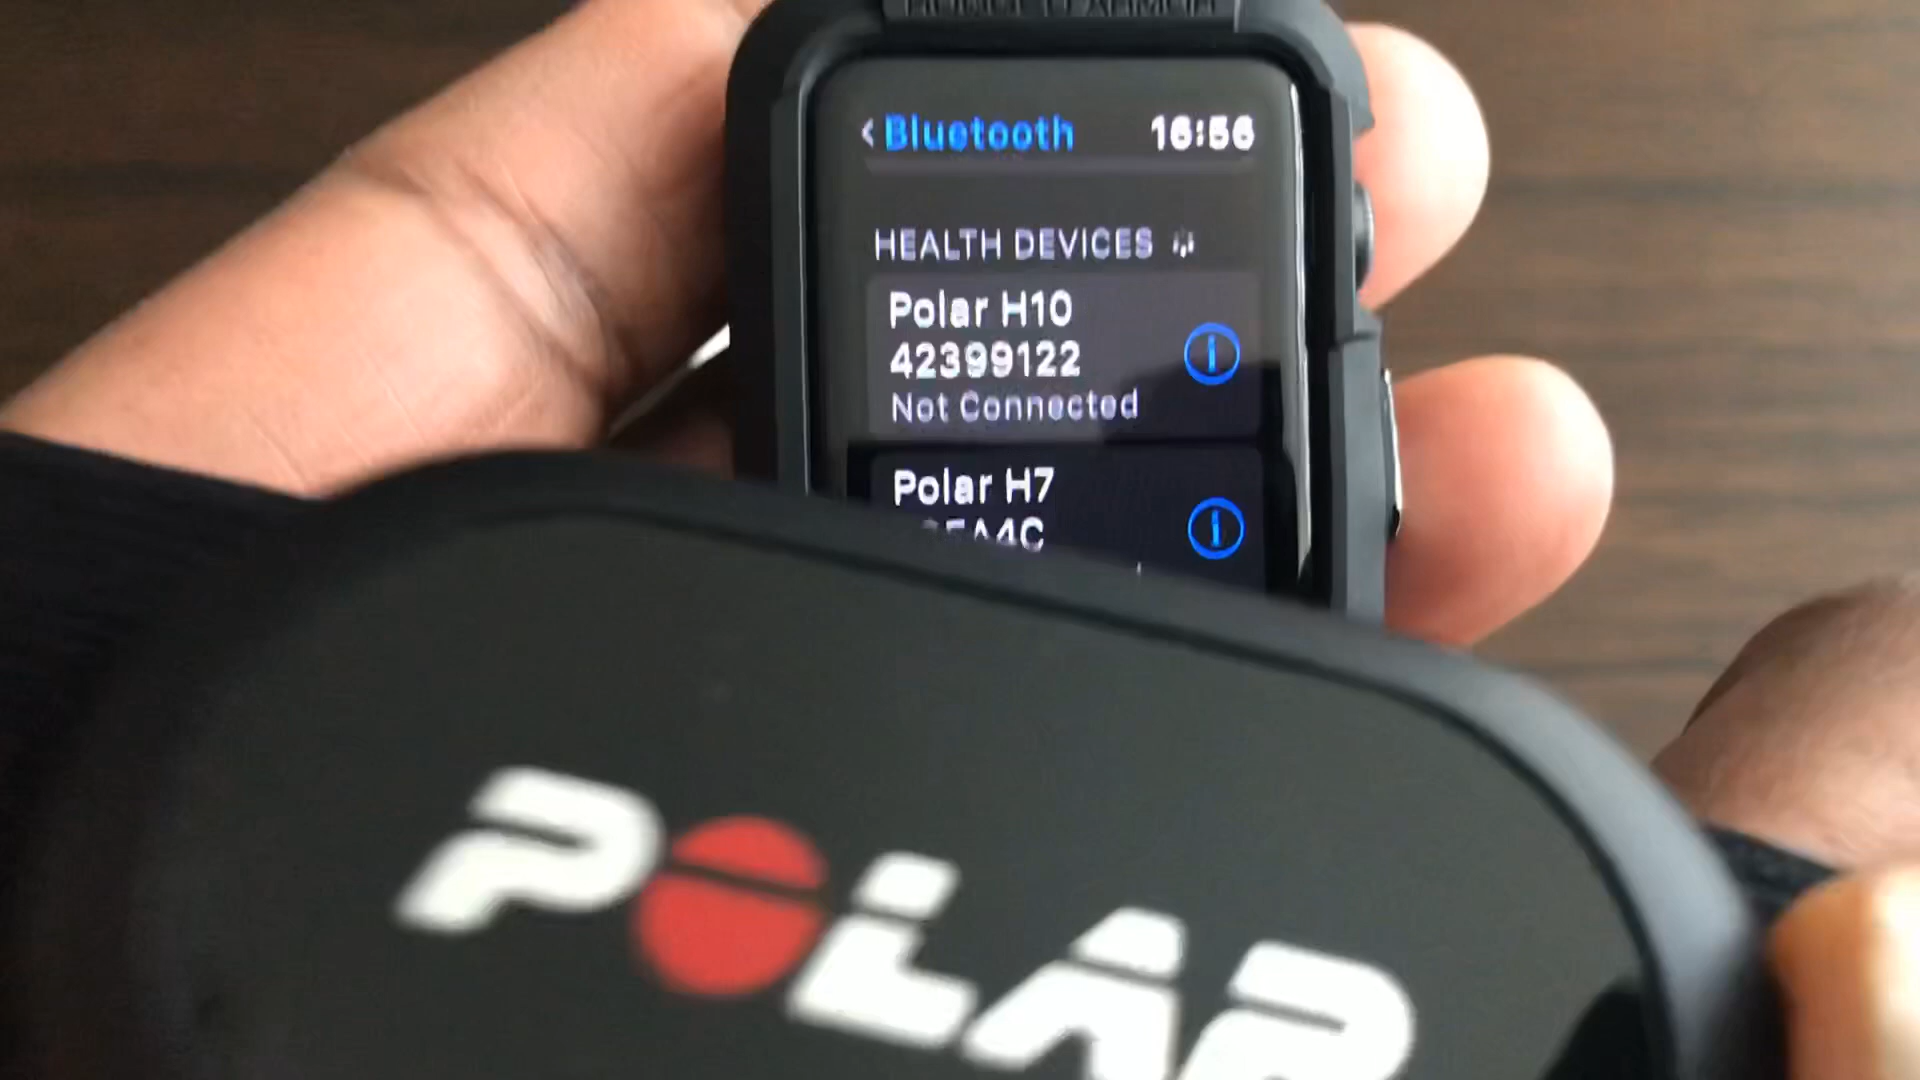 < Bluetooth 16:56
HEALTH DEVICES
Polar H10
42399122
Not Connected
Polar H7
POLAR